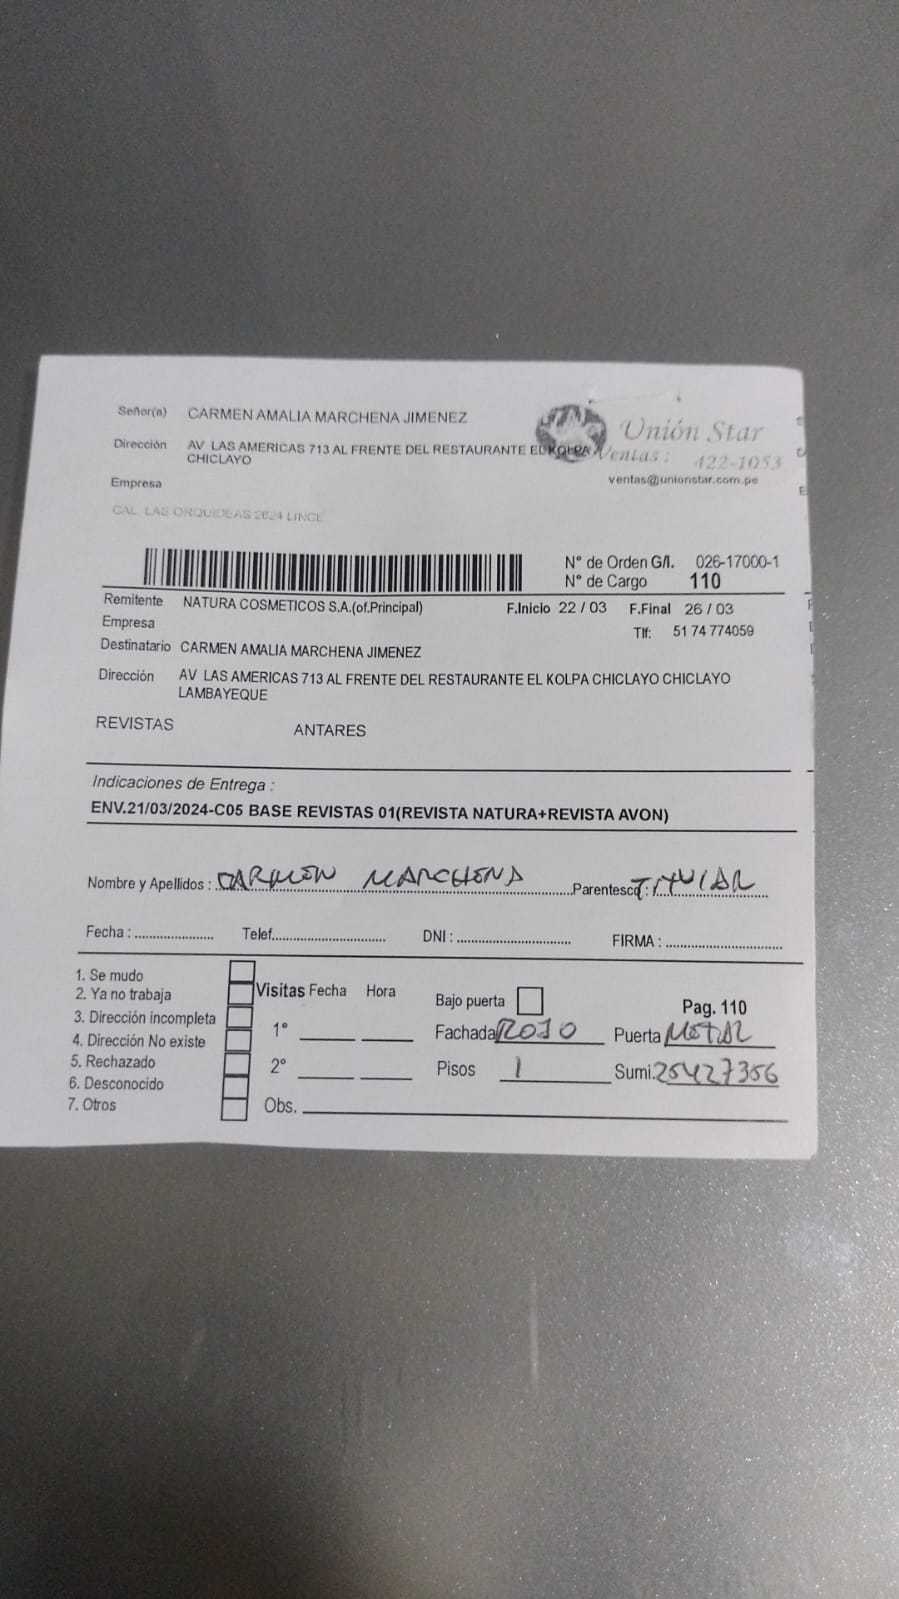 Señor(a) CARMEN AMALIA MARCHENA JIMENEZ
Unión Star
Dirección AV LAS AMERICAS 713 AL FRENTE DEL RESTAURANTE EL KOLPA
CHICLAYO
Ventas: 422-1053
ventas@unionstar.com.pe
Empresa
CAL LAS ORQUIDEAS 2624 LINCE
N° de Orden G/I. 026-17000-1
N° de Cargo 110
Remitente NATURA COSMETICOS S.A.(of.Principal) F.Inicio 22 / 03 F.Final 26 / 03
Empresa Tlf: 51 74 774059
Destinatario CARMEN AMALIA MARCHENA JIMENEZ
Dirección AV LAS AMERICAS 713 AL FRENTE DEL RESTAURANTE EL KOLPA CHICLAYO CHICLAYO
LAMBAYEQUE
REVISTAS ANTARES
Indicaciones de Entrega :
ENV.21/03/2024-C05 BASE REVISTAS 01(REVISTA NATURA+REVISTA AVON)
Nombre y Apellidos : CARMEN MARCHENA Parentesco : TITULAR
Fecha : Telef. DNI : FIRMA :
1. Se mudo
2. Ya no trabaja
3. Dirección incompleta
4. Dirección No existe
5. Rechazado
6. Desconocido
7. Otros
Visitas Fecha Hora
1°
2°
Obs.
Bajo puerta Pag. 110
Fachada ROJO Puerta METAL
Pisos 1 Sumi. 25427356